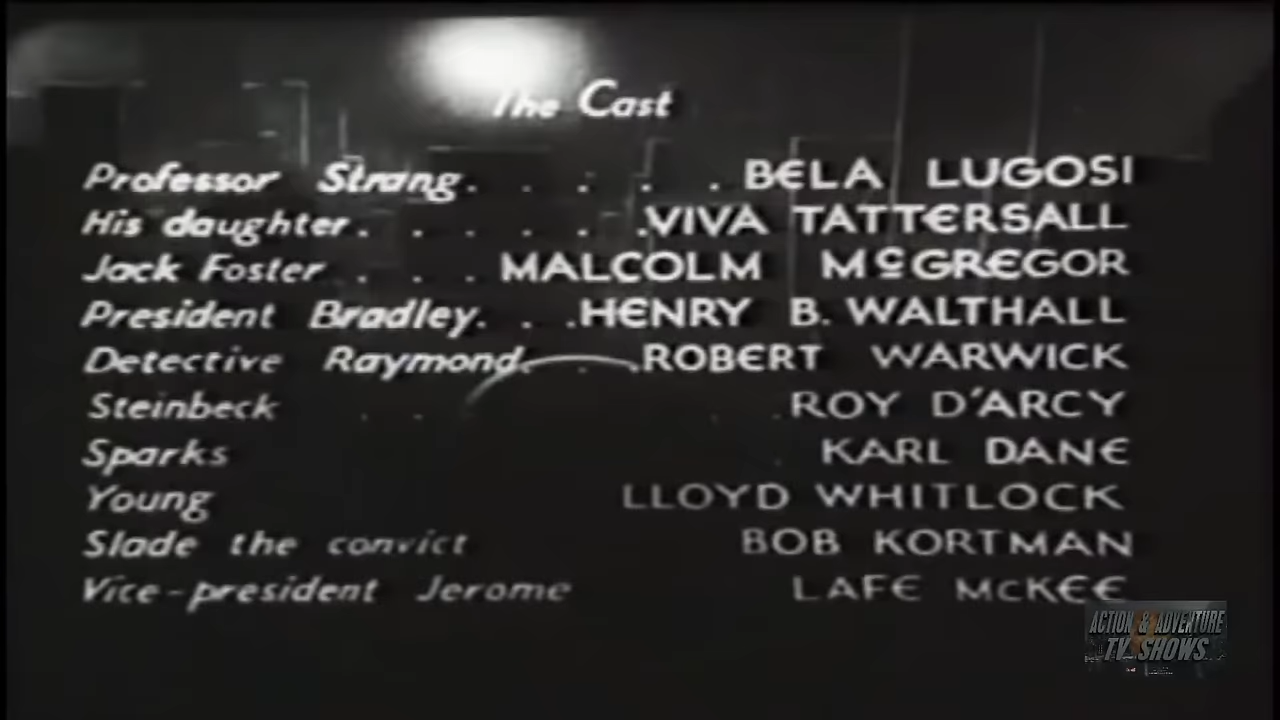 The Cast
Professor Strang. . . . . .BELA LUGOSI
His daughter. . . . . . .VIVA TATTERSALL
Jack Foster . . . MALCOLM McGREGOR
President Bradley. . .HENRY B. WALTHALL
Detective Raymond. . .ROBERT WARWICK
Steinbeck . . . .ROY D'ARCY
Sparks . KARL DANE
Young LLOYD WHITLOCK
Slade the convict BOB KORTMAN
Vice-president Jerome LAFE McKEE
ACTION & ADVENTURE
TV SHOWS